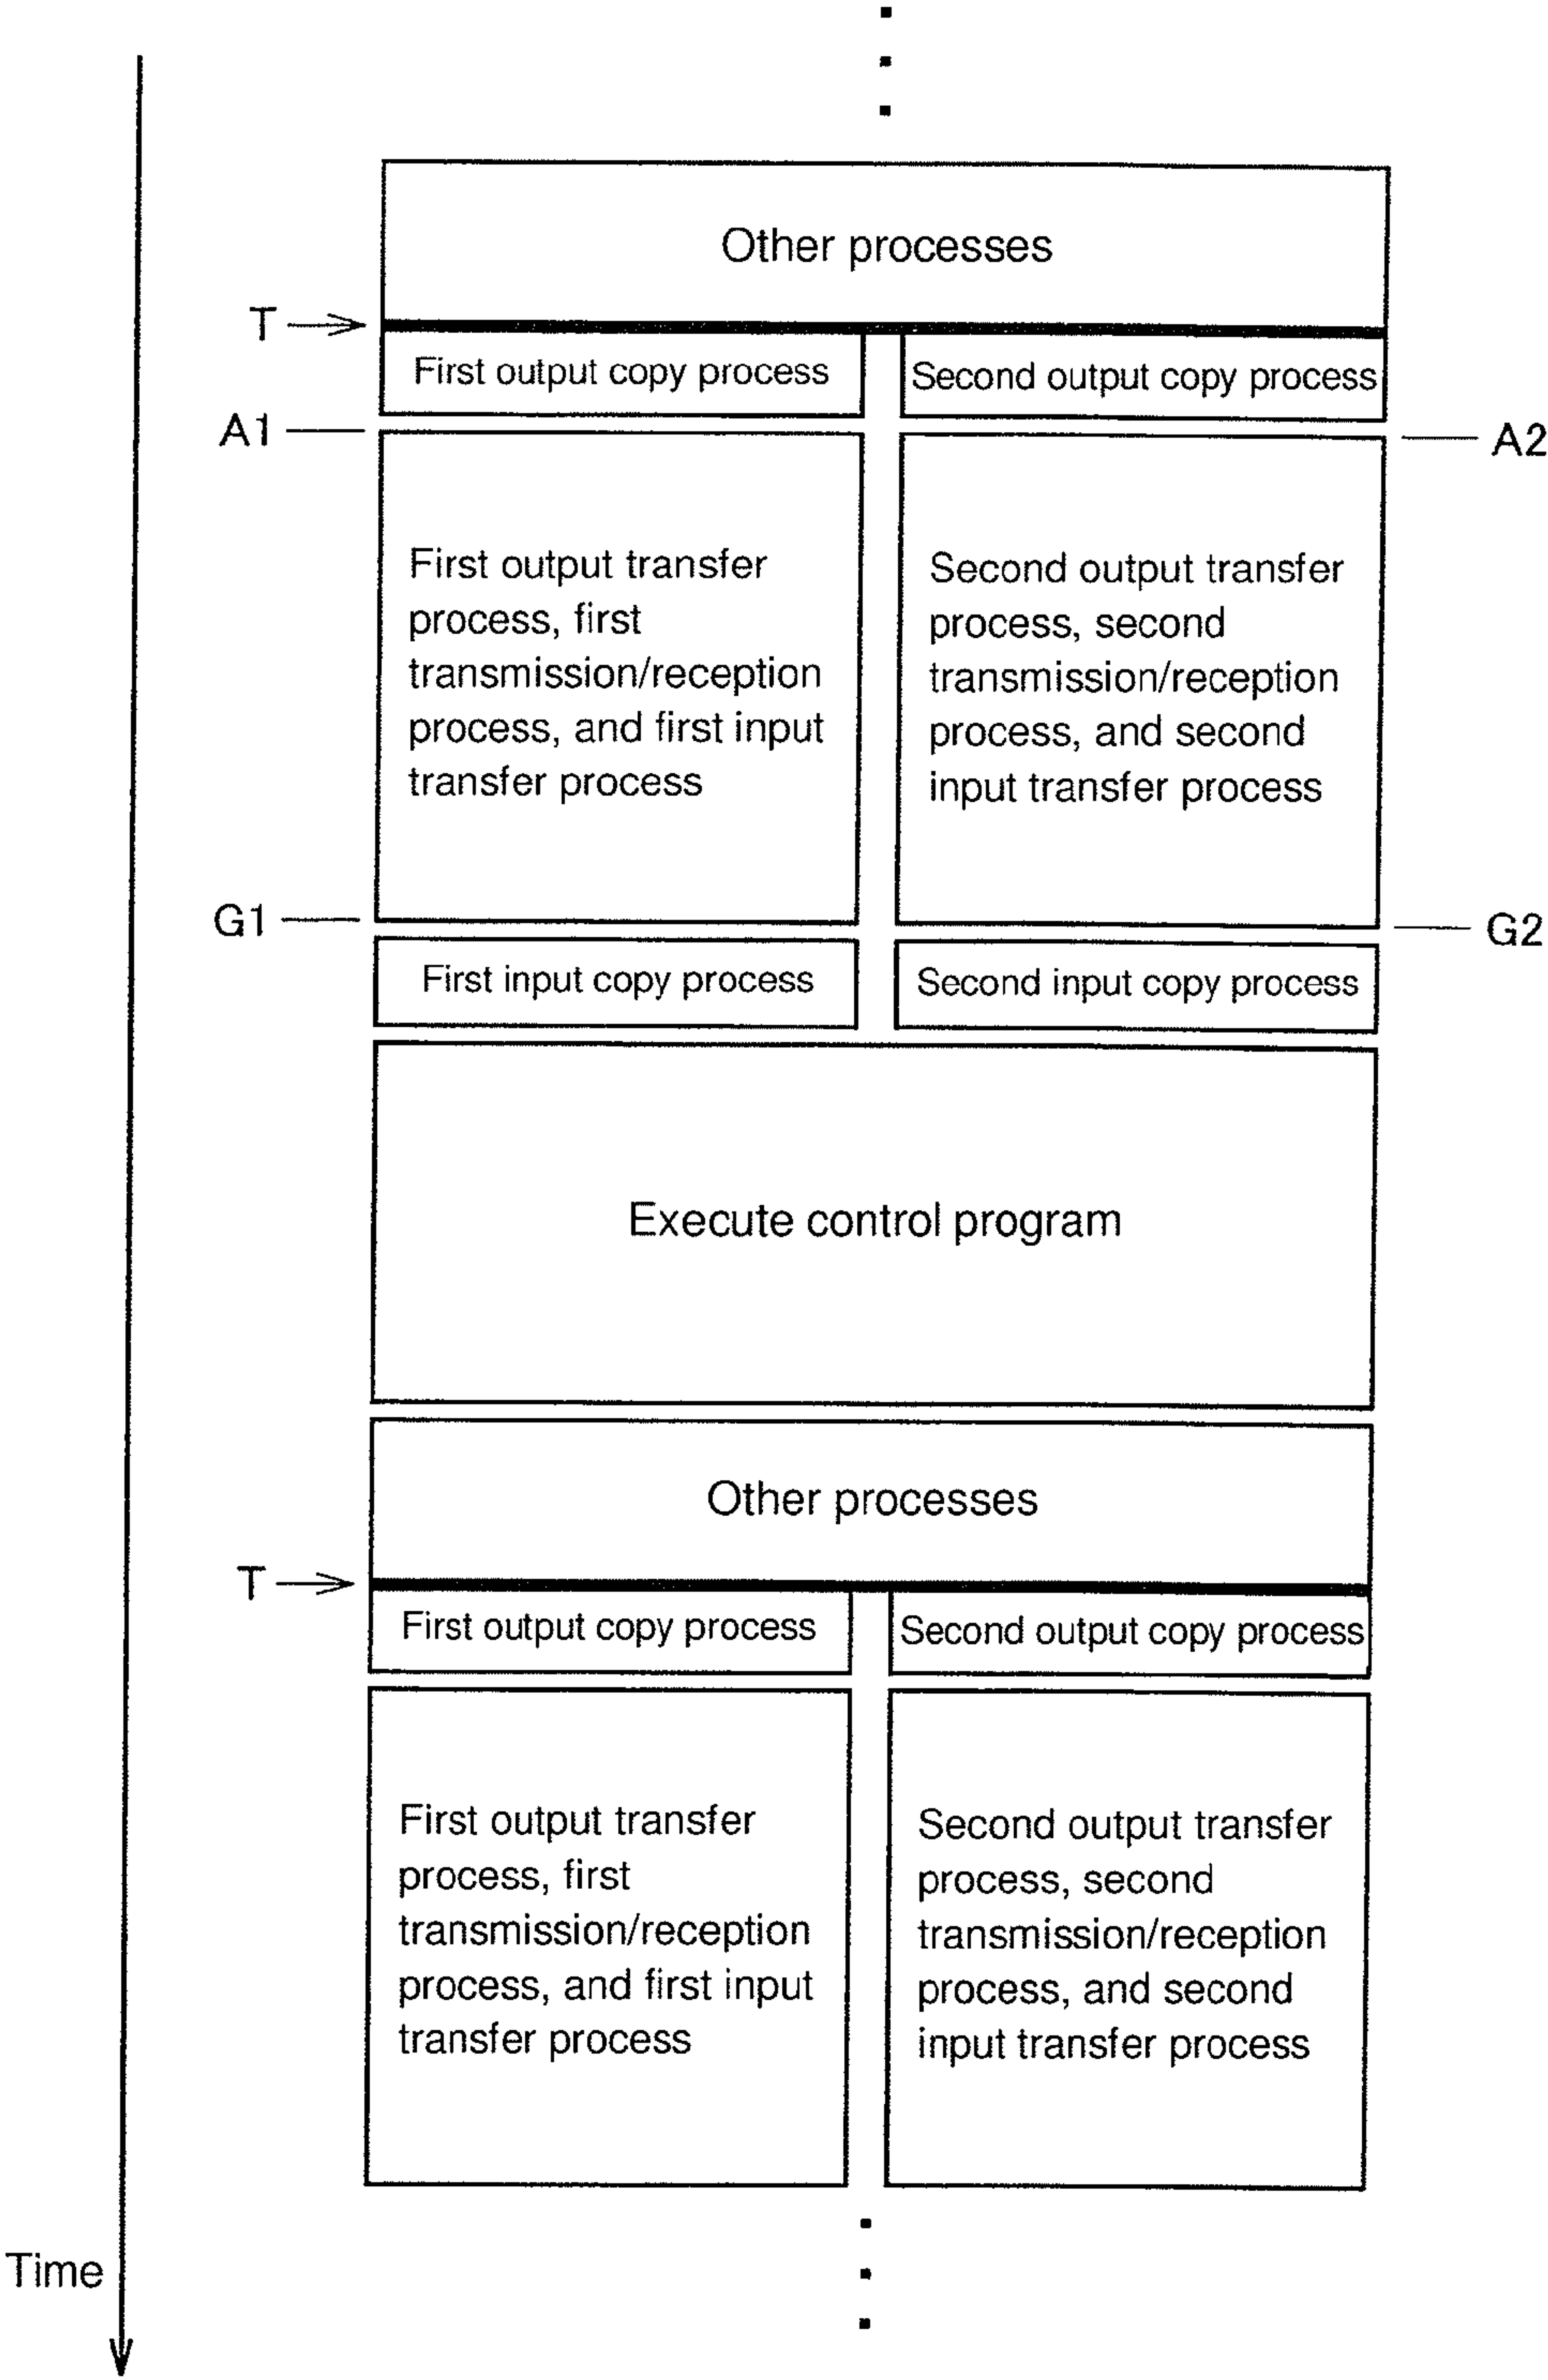 Other processes
T
First output copy process
Second output copy process
A1
A2
First output transfer
process, first
transmission/reception
process, and first input
transfer process
Second output transfer
process, second
transmission/reception
process, and second
input transfer process
G1
G2
First input copy process
Second input copy process
Execute control program
Other processes
T
First output copy process
Second output copy process
First output transfer
process, first
transmission/reception
process, and first input
transfer process
Second output transfer
process, second
transmission/reception
process, and second
input transfer process
Time